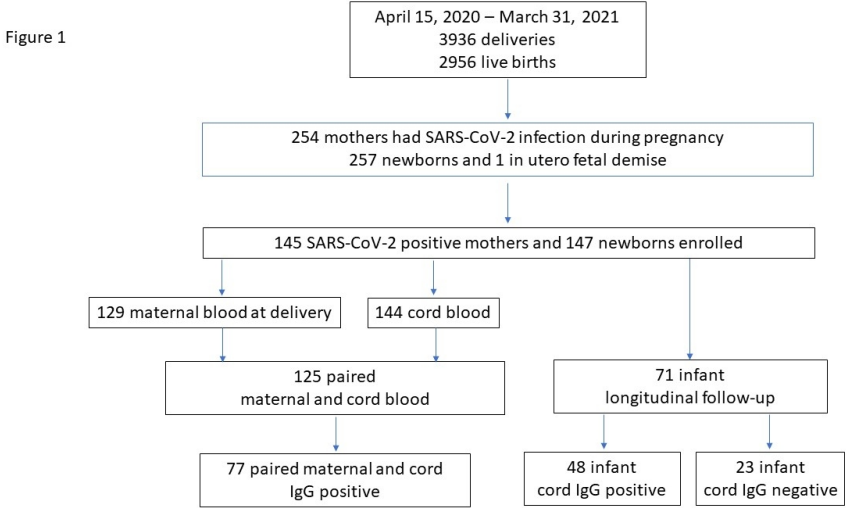 Figure 1
April 15, 2020 – March 31, 2021
3936 deliveries
2956 live births
254 mothers had SARS-CoV-2 infection during pregnancy
257 newborns and 1 in utero fetal demise
145 SARS-CoV-2 positive mothers and 147 newborns enrolled
129 maternal blood at delivery
144 cord blood
125 paired
maternal and cord blood
71 infant
longitudinal follow-up
77 paired maternal and cord
IgG positive
48 infant
cord IgG positive
23 infant
cord IgG negative